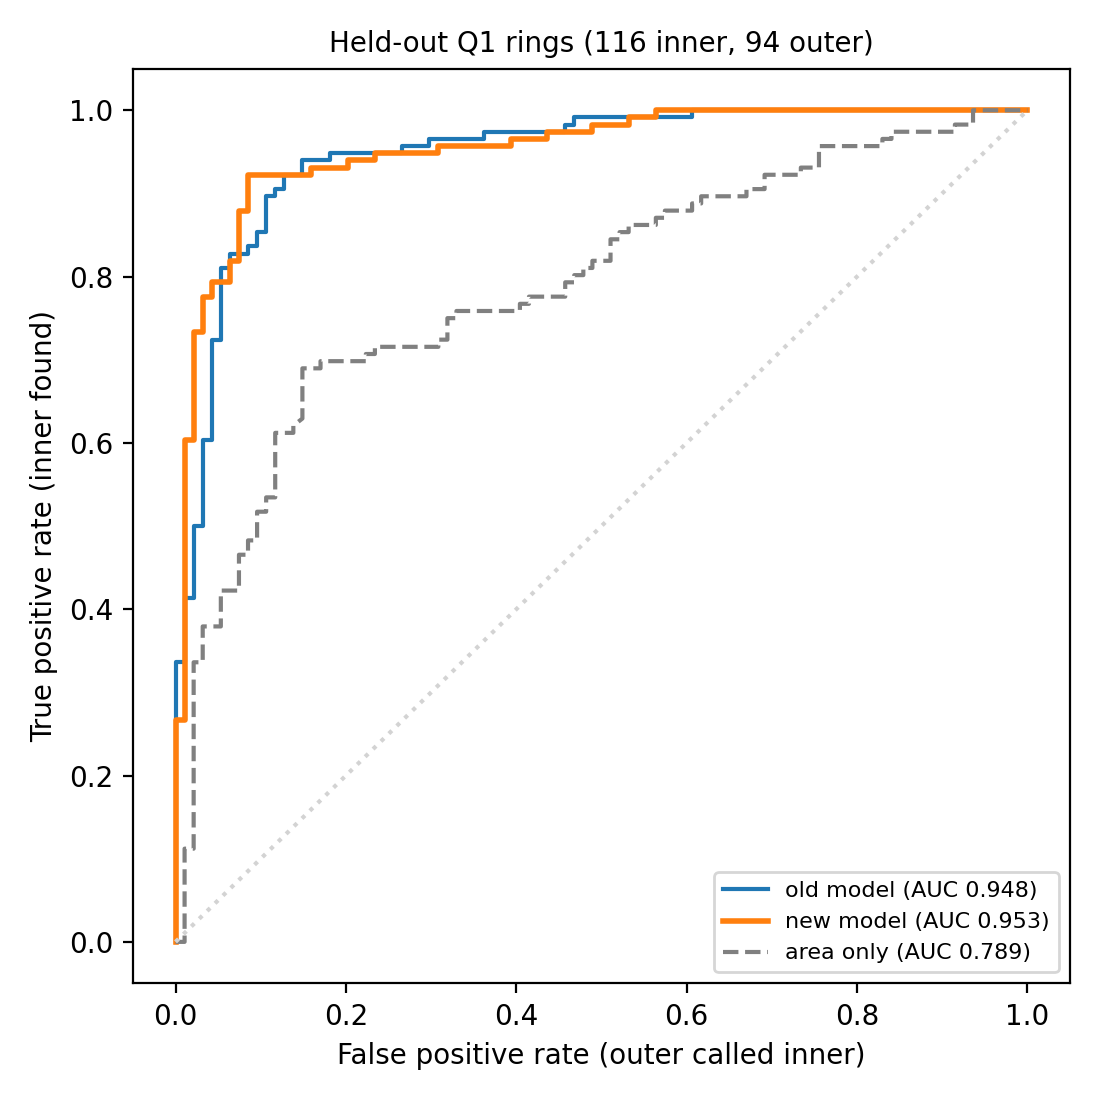 Held-out Q1 rings (116 inner, 94 outer)
True positive rate (inner found)
1.0
0.8
0.6
0.4
0.2
0.0
old model (AUC 0.948)
new model (AUC 0.953)
area only (AUC 0.789)
0.0 0.2 0.4 0.6 0.8 1.0
False positive rate (outer called inner)